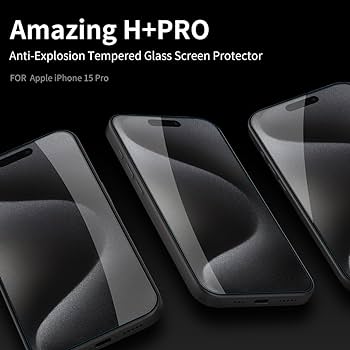 Amazing H+PRO
Anti-Explosion Tempered Glass Screen Protector
FOR Apple iPhone 15 Pro